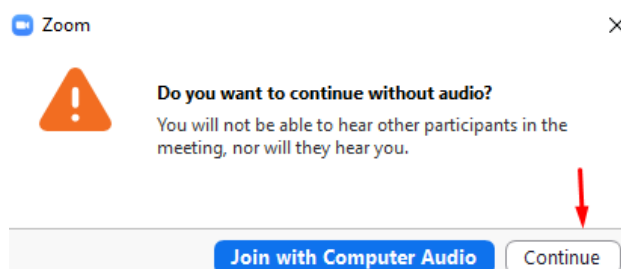 Zoom
Do you want to continue without audio?
You will not be able to hear other participants in the
meeting, nor will they hear you.
Join with Computer Audio
Continue